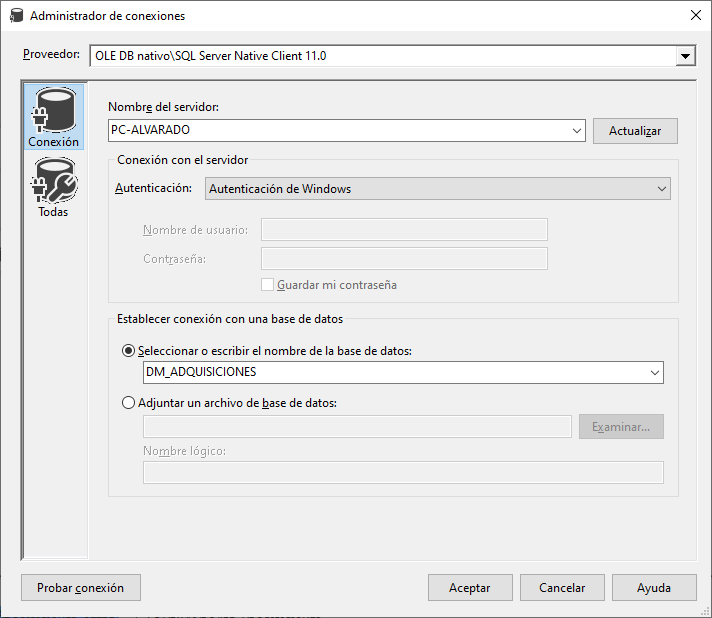 Administrador de conexiones
Proveedor: OLE DB nativo\SQL Server Native Client 11.0
Conexión
Todas
Nombre del servidor:
PC-ALVARADO
Actualizar
Conexión con el servidor
Autenticación: Autenticación de Windows
Nombre de usuario:
Contraseña:
Guardar mi contraseña
Establecer conexión con una base de datos
Seleccionar o escribir el nombre de la base de datos:
DM_ADQUISICIONES
Adjuntar un archivo de base de datos:
Examinar...
Nombre lógico:
Probar conexión
Aceptar
Cancelar
Ayuda